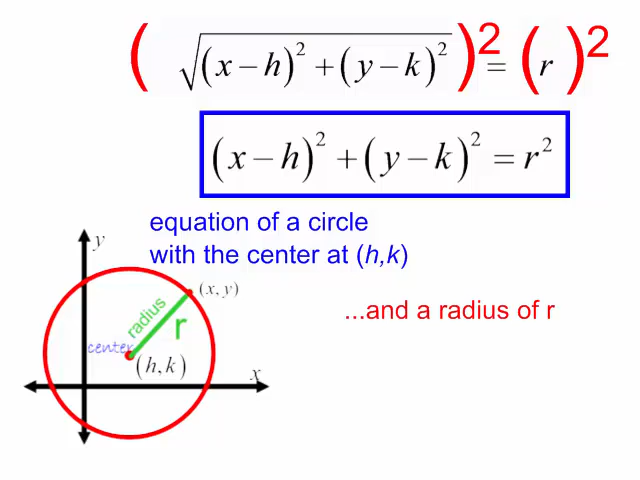 ( √(x – h)² + (y – k)² )² = ( r )²
(x – h)² + (y – k)² = r²
equation of a circle
with the center at (h,k)
y
(x, y)
...and a radius of r
radius
r
center
(h, k)
x